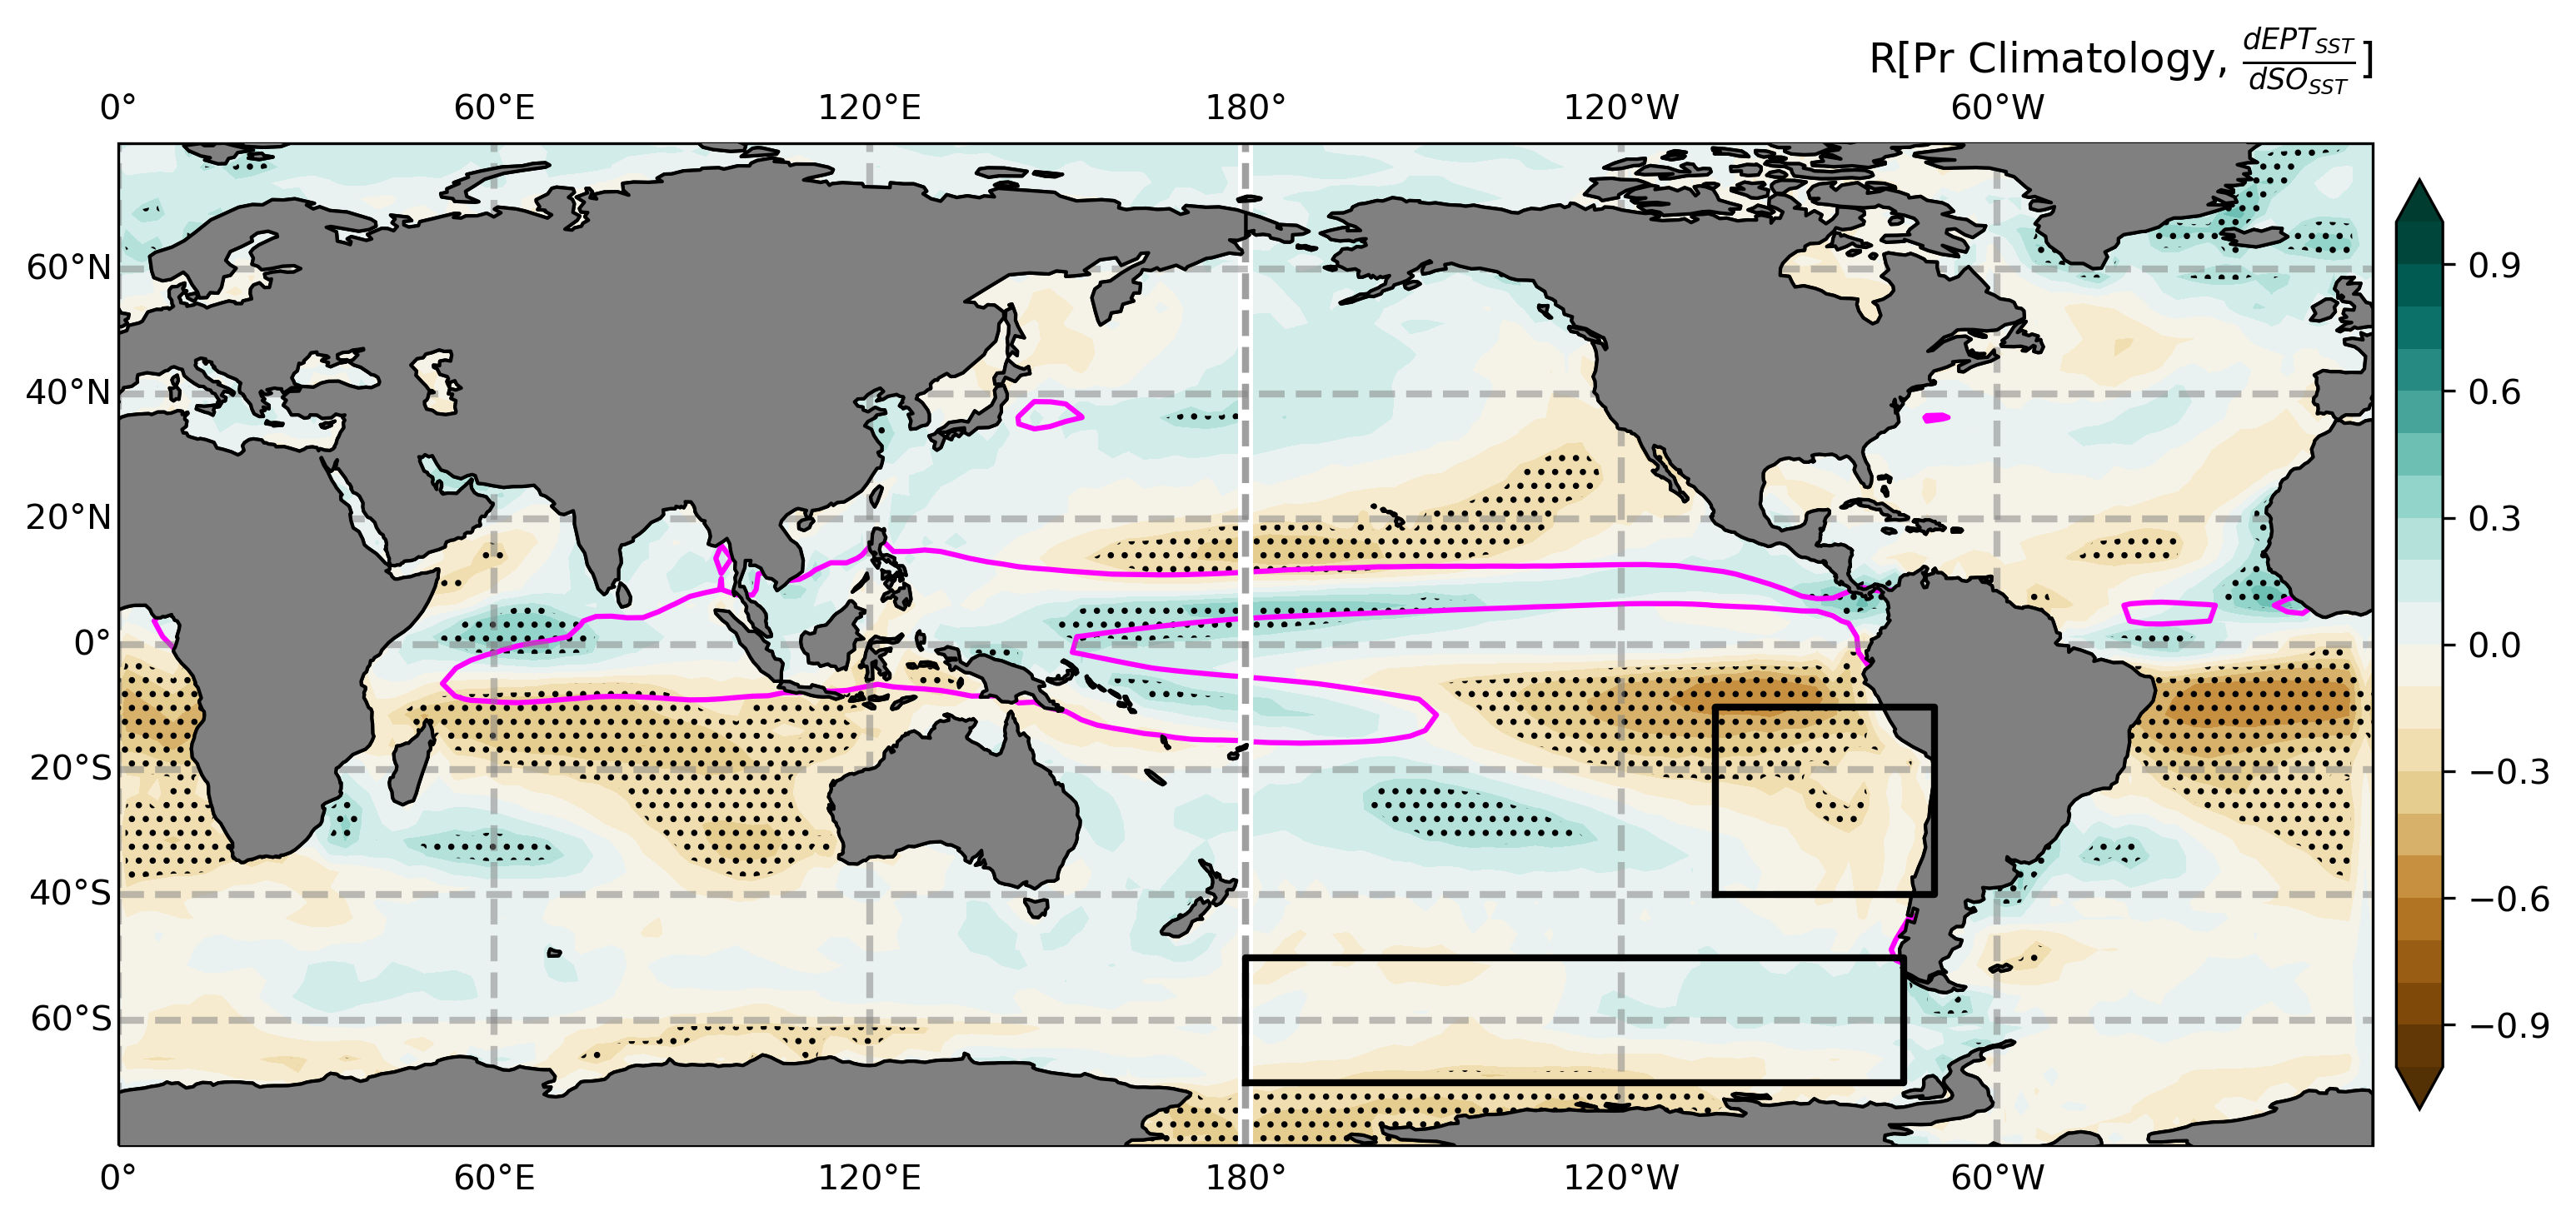 R[Pr Climatology, \frac{dEPT_{SST}}{dSO_{SST}}]
0° 60°E 120°E 180° 120°W 60°W
60°N
40°N
20°N
0°
20°S
40°S
60°S
0° 60°E 120°E 180° 120°W 60°W
0.9
0.6
0.3
0.0
−0.3
−0.6
−0.9